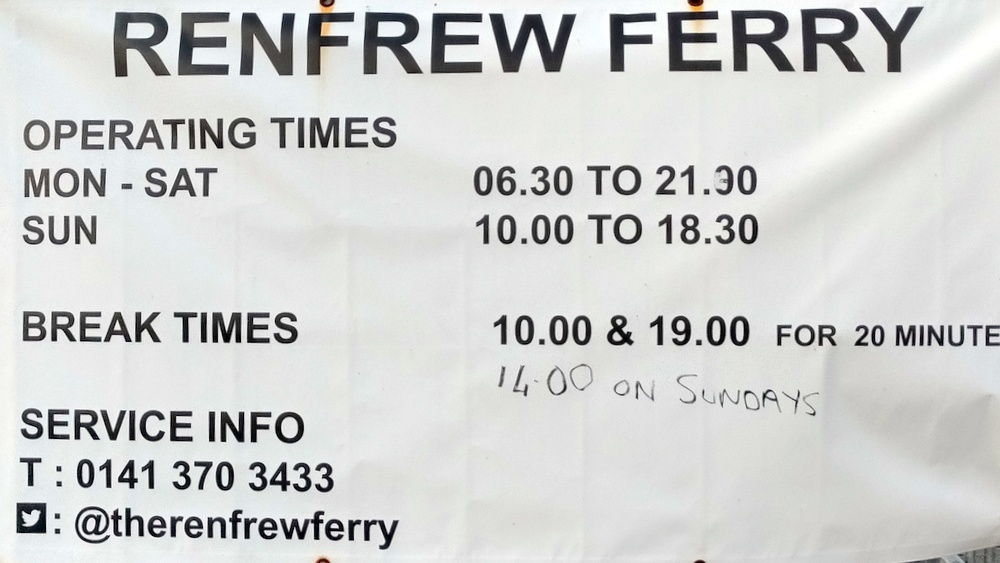 RENFREW FERRY
OPERATING TIMES
MON - SAT 06.30 TO 21.30
SUN 10.00 TO 18.30
BREAK TIMES 10.00 & 19.00 FOR 20 MINUTE
14.00 ON SUNDAYS
SERVICE INFO
T : 0141 370 3433
: @therenfrewferry